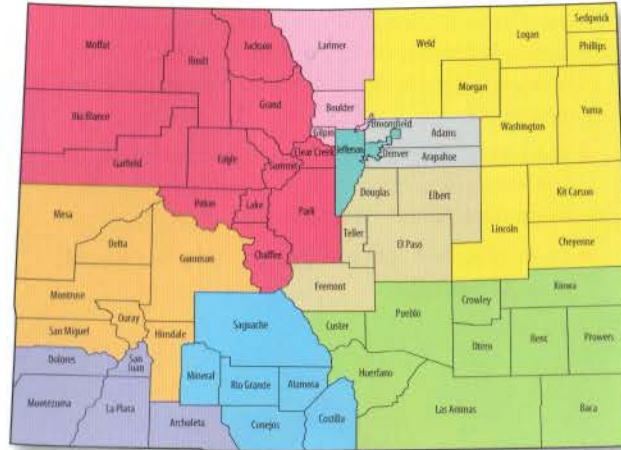 Moffat
Routt
Jackson
Larimer
Weld
Logan
Sedgwick
Phillips
Morgan
Grand
Boulder
Rio Blanco
Broomfield
Washington
Yuma
Gilpin
Adams
Garfield
Eagle
Clear Creek
Jefferson
Denver
Arapahoe
Summit
Pitkin
Lake
Park
Douglas
Elbert
Kit Carson
Mesa
Lincoln
Delta
Gunnison
Chaffee
Teller
El Paso
Cheyenne
Montrose
Fremont
Crowley
Kiowa
Ouray
Saguache
Custer
Pueblo
San Miguel
Hinsdale
Otero
Bent
Prowers
Dolores
San Juan
Mineral
Rio Grande
Alamosa
Huerfano
Montezuma
La Plata
Archuleta
Conejos
Costilla
Las Animas
Baca